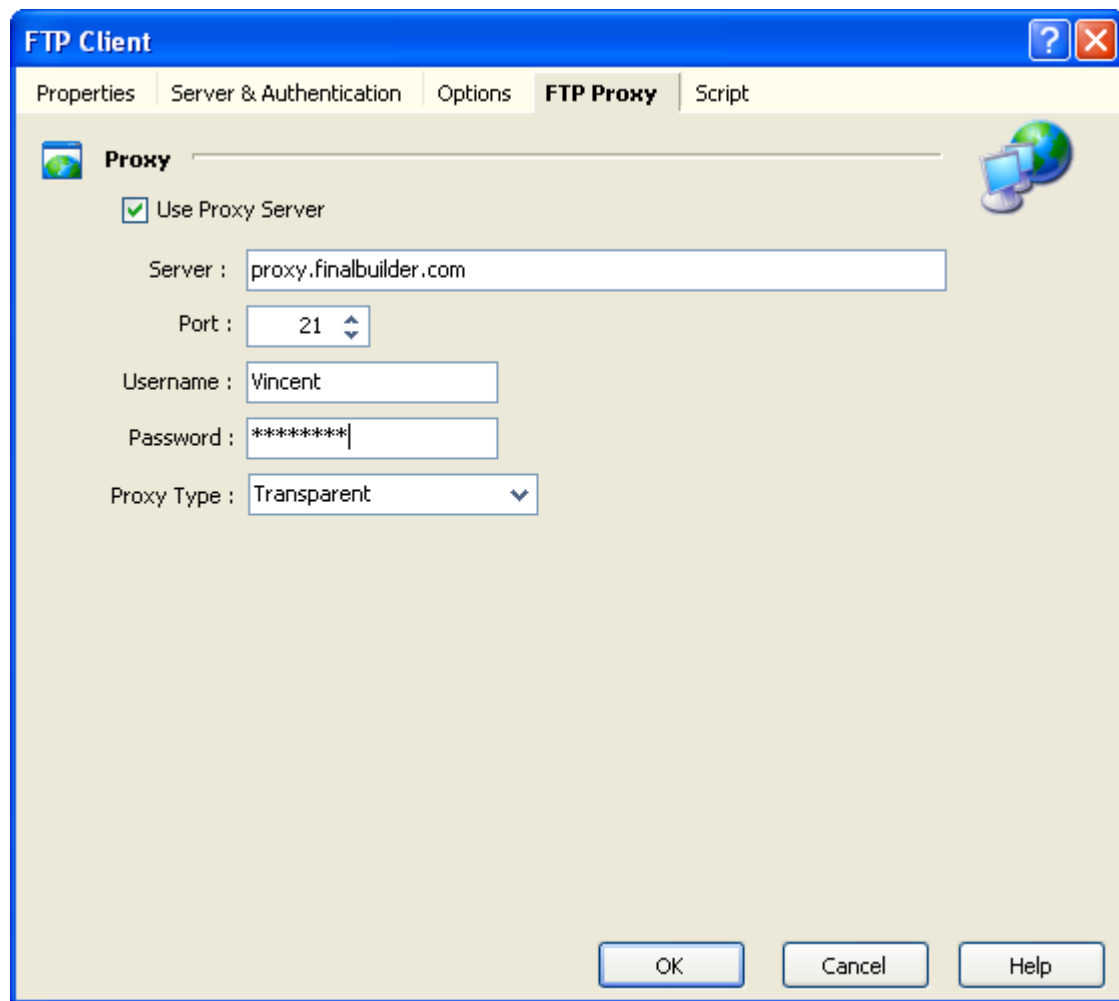 FTP Client
Properties Server & Authentication Options FTP Proxy Script
Proxy
Use Proxy Server
Server : proxy.finalbuilder.com
Port : 21
Username : Vincent
Password : ********
Proxy Type : Transparent
OK Cancel Help